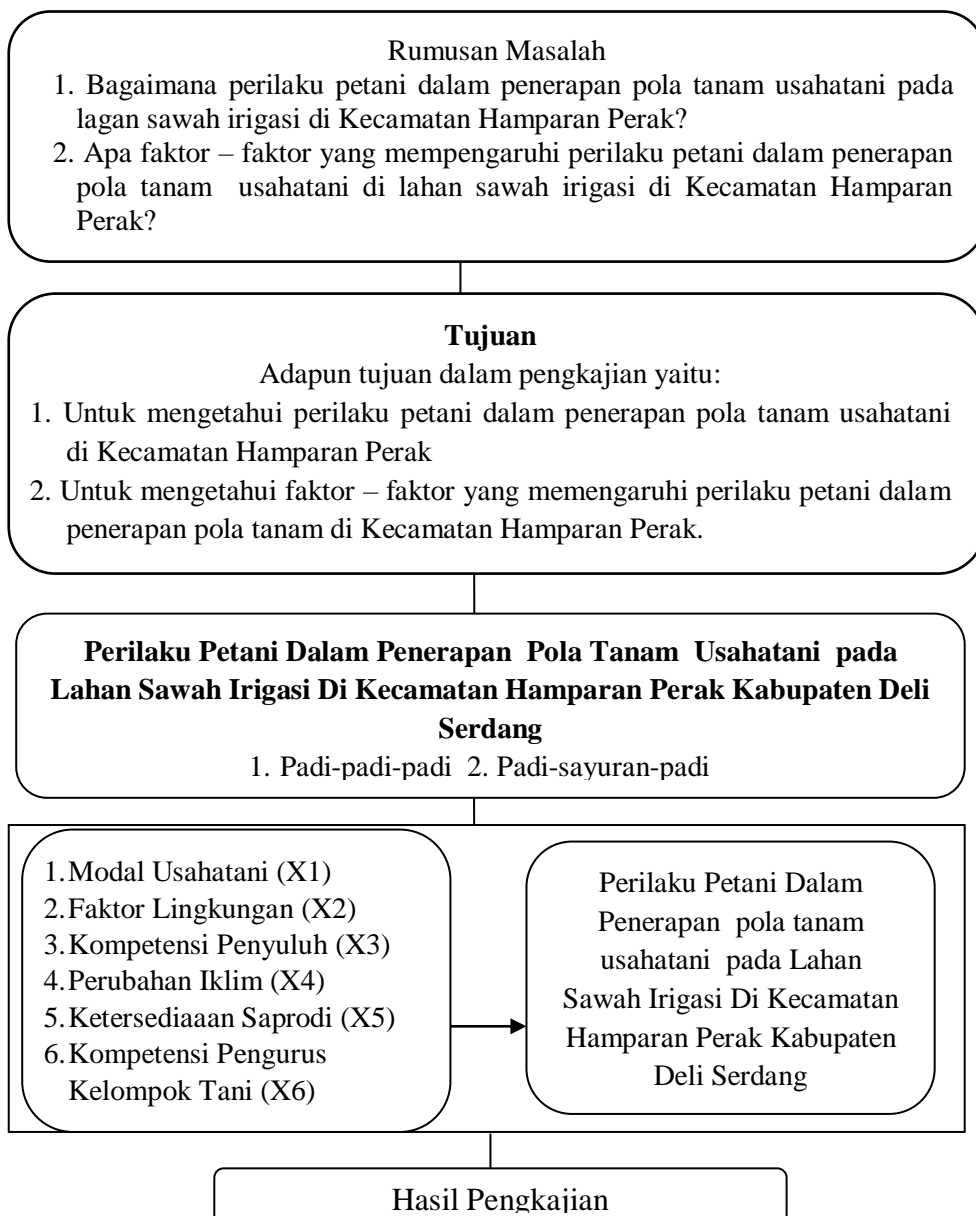 Rumusan Masalah
1. Bagaimana perilaku petani dalam penerapan pola tanam usahatani pada
lagan sawah irigasi di Kecamatan Hamparan Perak?
2. Apa faktor – faktor yang mempengaruhi perilaku petani dalam penerapan
pola tanam usahatani di lahan sawah irigasi di Kecamatan Hamparan
Perak?
Tujuan
Adapun tujuan dalam pengkajian yaitu:
1. Untuk mengetahui perilaku petani dalam penerapan pola tanam usahatani
di Kecamatan Hamparan Perak
2. Untuk mengetahui faktor – faktor yang memengaruhi perilaku petani dalam
penerapan pola tanam di Kecamatan Hamparan Perak.
Perilaku Petani Dalam Penerapan Pola Tanam Usahatani pada
Lahan Sawah Irigasi Di Kecamatan Hamparan Perak Kabupaten Deli
Serdang
1. Padi-padi-padi 2. Padi-sayuran-padi
1. Modal Usahatani (X1)
2. Faktor Lingkungan (X2)
3. Kompetensi Penyuluh (X3)
4. Perubahan Iklim (X4)
5. Ketersediaaan Saprodi (X5)
6. Kompetensi Pengurus
Kelompok Tani (X6)
Perilaku Petani Dalam
Penerapan pola tanam
usahatani pada Lahan
Sawah Irigasi Di Kecamatan
Hamparan Perak Kabupaten
Deli Serdang
Hasil Pengkajian